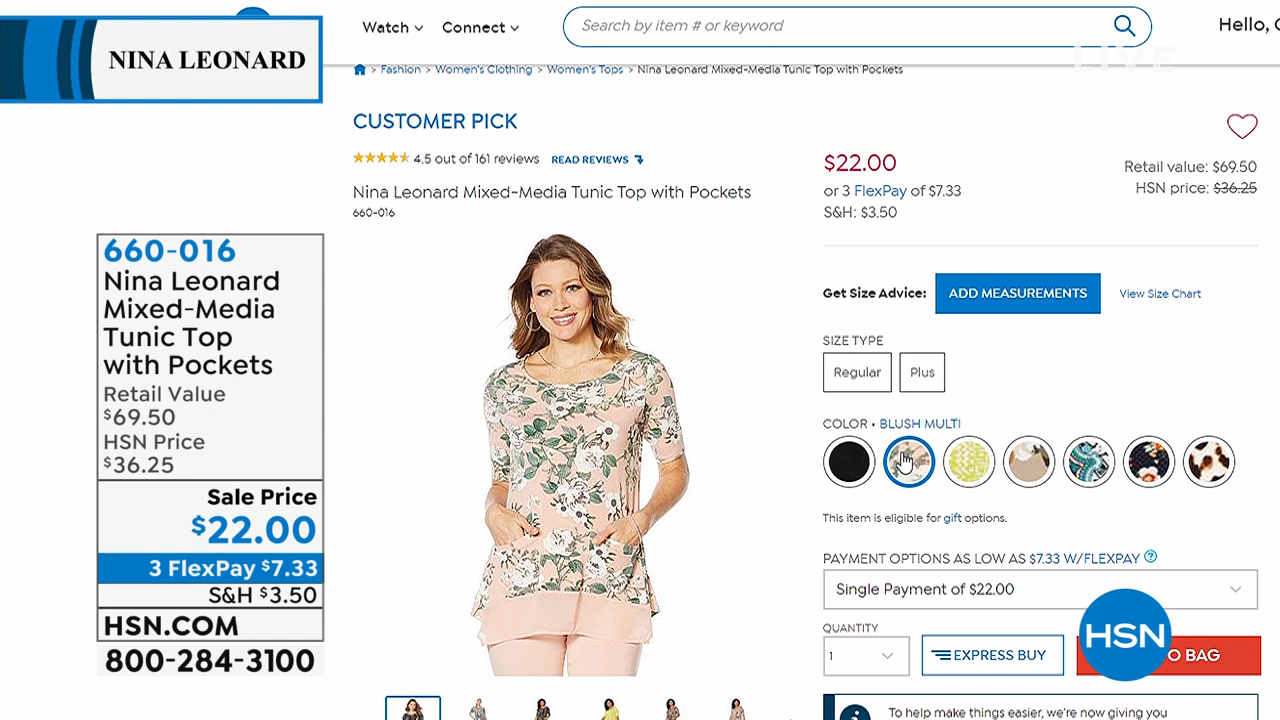 NINA LEONARD
Watch
Connect
Search by item # or keyword
Hello,
LIVE
> Fashion > Women's Clothing > Women's Tops > Nina Leonard Mixed-Media Tunic Top with Pockets
CUSTOMER PICK
4.5 out of 161 reviews READ REVIEWS
Nina Leonard Mixed-Media Tunic Top with Pockets
660-016
$22.00
or 3 FlexPay of $7.33
S&H: $3.50
Retail value: $69.50
HSN price: $36.25
660-016
Nina Leonard
Mixed-Media
Tunic Top
with Pockets
Retail Value
$69.50
HSN Price
$36.25
Sale Price
$22.00
3 FlexPay $7.33
S&H $3.50
HSN.COM
800-284-3100
Get Size Advice: ADD MEASUREMENTS View Size Chart
SIZE TYPE
Regular Plus
COLOR • BLUSH MULTI
This item is eligible for gift options.
PAYMENT OPTIONS AS LOW AS $7.33 W/FLEXPAY ?
Single Payment of $22.00
QUANTITY
1
EXPRESS BUY
HSN
BAG
To help make things easier, we're now giving you